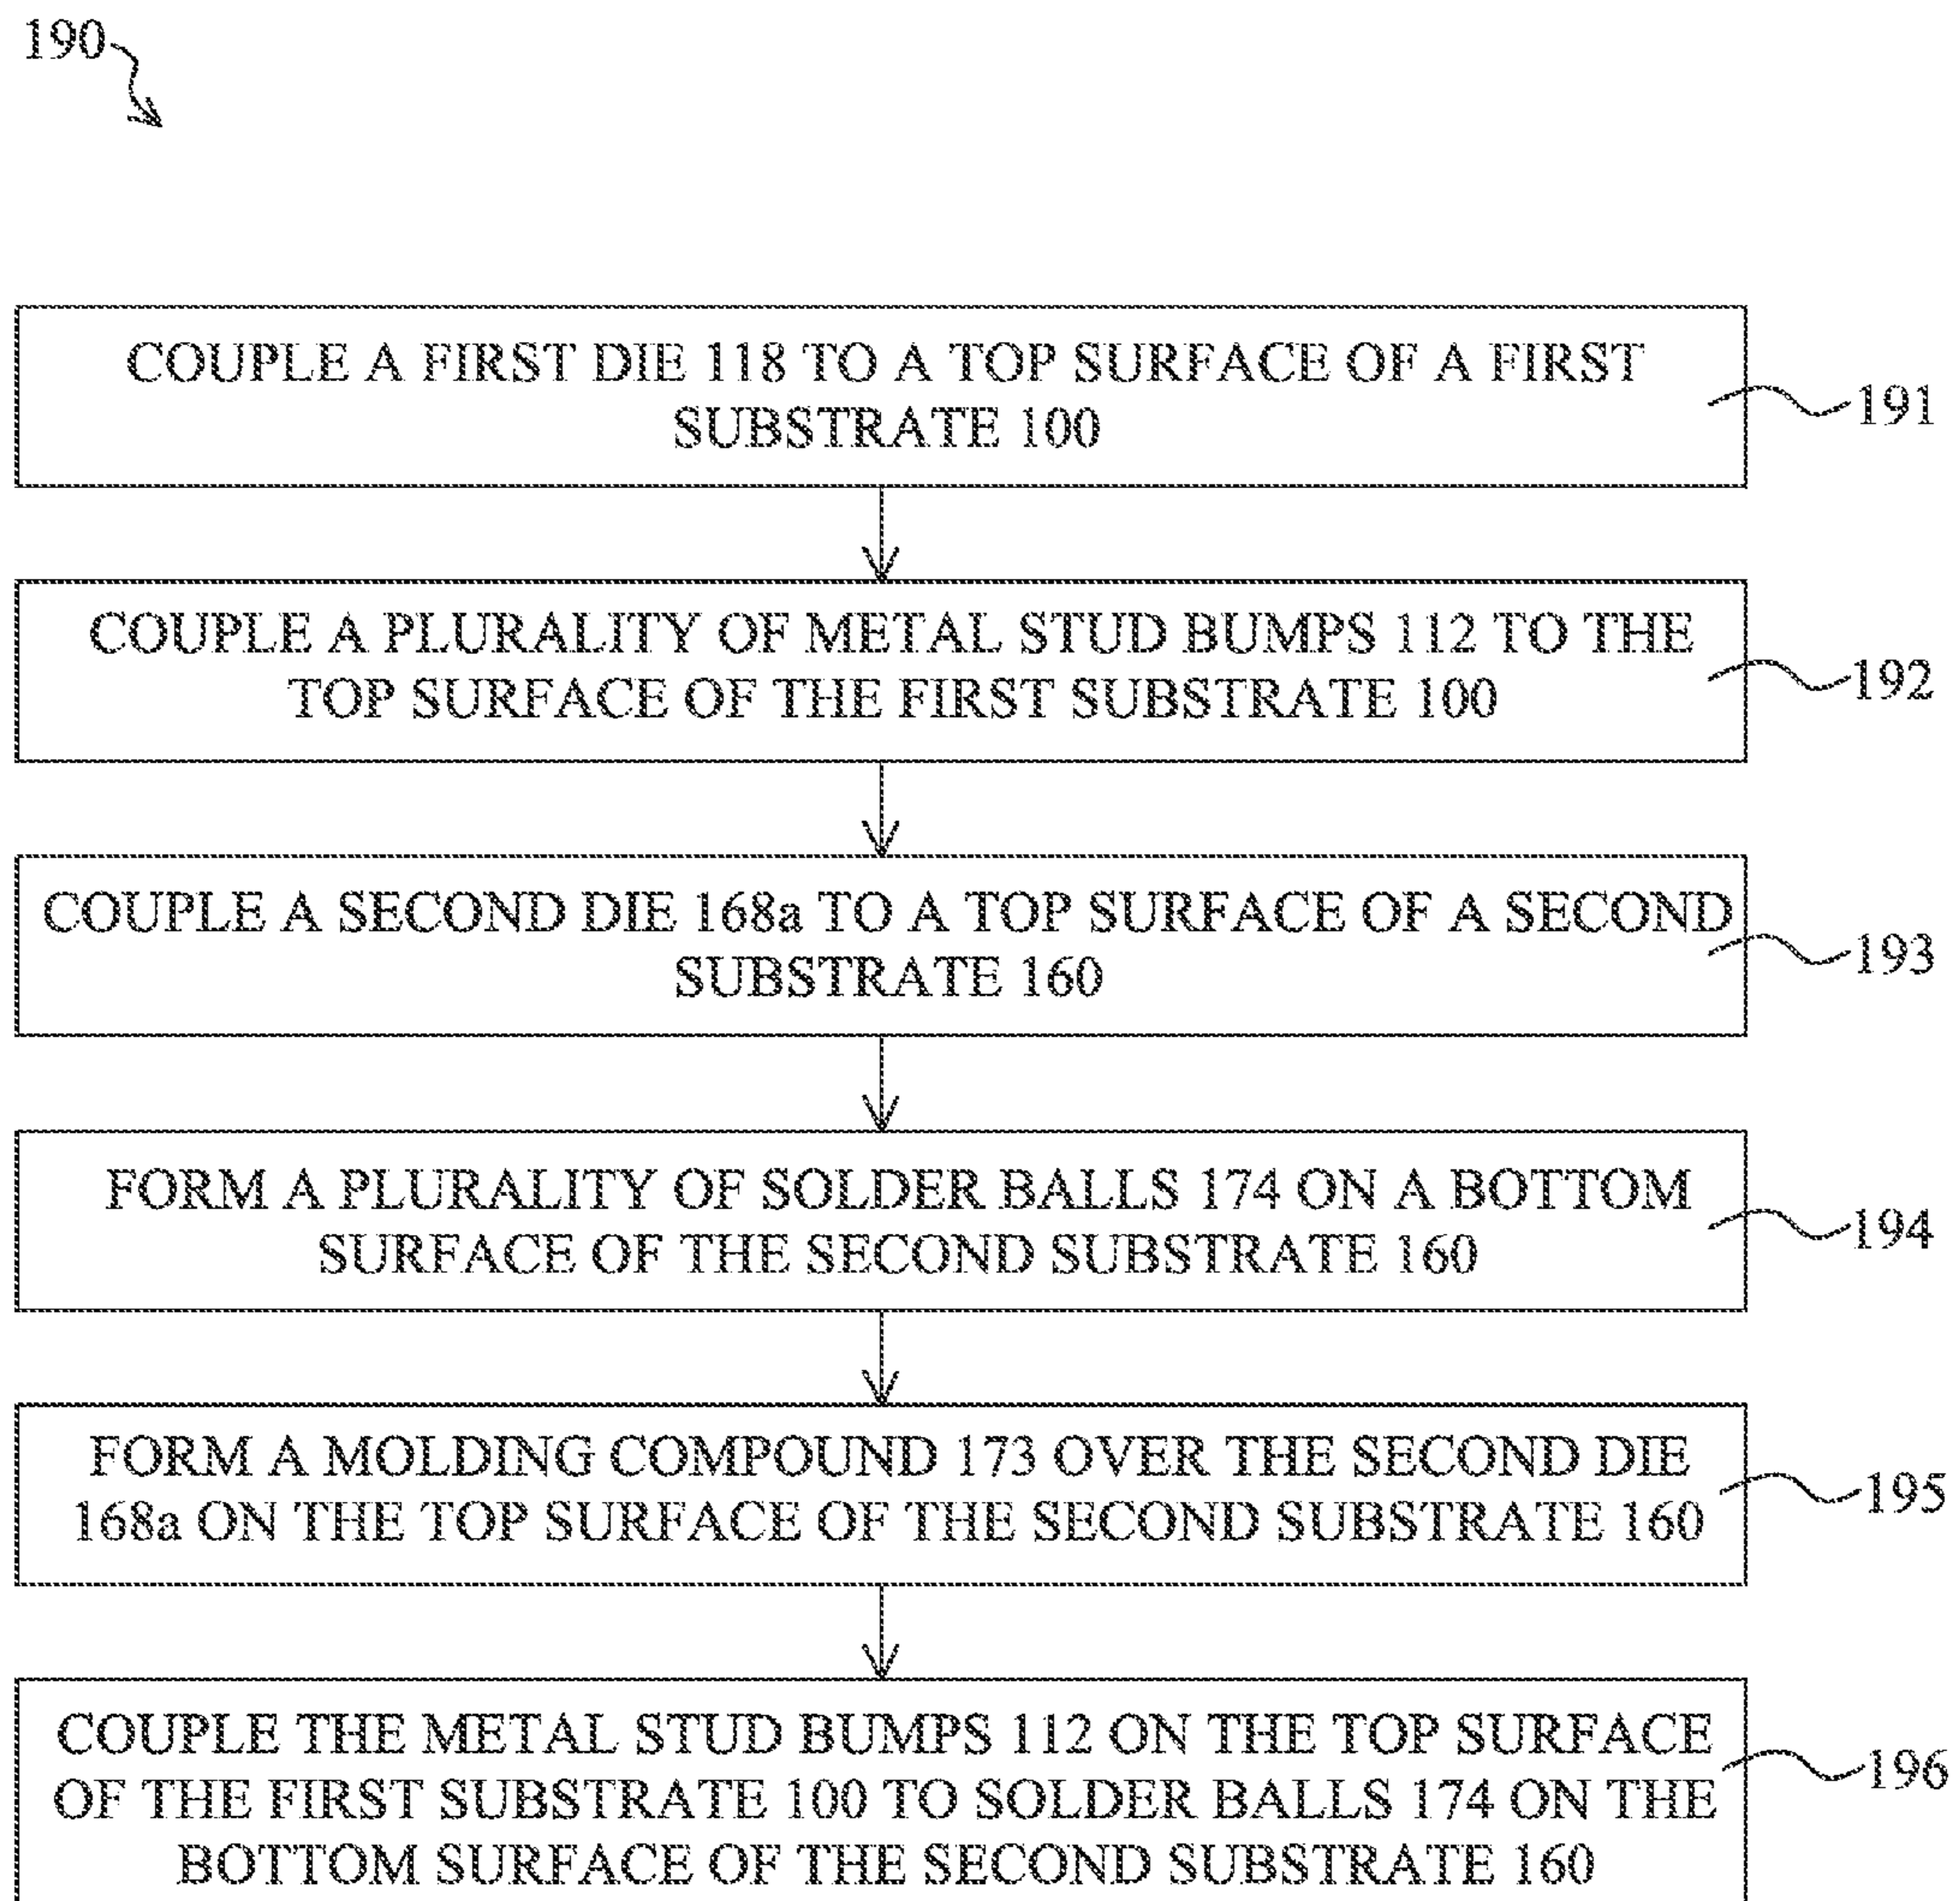 190
COUPLE A FIRST DIE 118 TO A TOP SURFACE OF A FIRST
SUBSTRATE 100
191
COUPLE A PLURALITY OF METAL STUD BUMPS 112 TO THE
TOP SURFACE OF THE FIRST SUBSTRATE 100
192
COUPLE A SECOND DIE 168a TO A TOP SURFACE OF A SECOND
SUBSTRATE 160
193
FORM A PLURALITY OF SOLDER BALLS 174 ON A BOTTOM
SURFACE OF THE SECOND SUBSTRATE 160
194
FORM A MOLDING COMPOUND 173 OVER THE SECOND DIE
168a ON THE TOP SURFACE OF THE SECOND SUBSTRATE 160
195
COUPLE THE METAL STUD BUMPS 112 ON THE TOP SURFACE
OF THE FIRST SUBSTRATE 100 TO SOLDER BALLS 174 ON THE
BOTTOM SURFACE OF THE SECOND SUBSTRATE 160
196